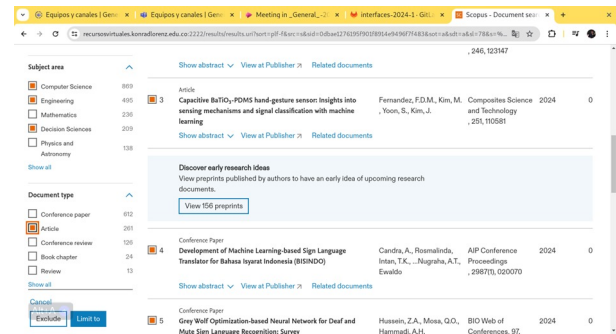 Equipos y canales | Gene
Equipos y canales | Gene
Meeting in _General_-20
interfaces-2024-1 · GitL
Scopus - Document sear
recursosvirtuales.konradlorenz.edu.co:2222/results/results.uri?sort=plf-f&src=s&sid=
, 246, 123147
Show abstract View at Publisher Related documents
Subject area
Computer Science 869
Engineering 495
Mathematics 236
Decision Sciences 209
Physics and
Astronomy 138
Show all
Document type
Conference paper 612
Article 261
Conference review 126
Book chapter 24
Review 13
Show all
Cancel
Exclude Limit to
Article
3 Capacitive BaTiO₃-PDMS hand-gesture sensor: Insights into Fernandez, F.D.M., Kim, M. Composites Science 2024 0
sensing mechanisms and signal classification with machine , Yoon, S., Kim, J. and Technology
learning , 251, 110581
Show abstract View at Publisher Related documents
Discover early research ideas
View preprints published by authors to have an early idea of upcoming research
documents.
View 156 preprints
Conference Paper
4 Development of Machine Learning-based Sign Language Candra, A., Rosmalinda, AIP Conference 2024 0
Translator for Bahasa Isyarat Indonesia (BISINDO) Intan, T.K., ...Nugraha, A.T., Proceedings
Ewaldo , 2987(1), 020070
Show abstract View at Publisher Related documents
Conference Paper
5 Grey Wolf Optimization-based Neural Network for Deaf and Hussein, Z.A., Mosa, Q.O., BIO Web of 2024 0
Mute Sign Language Recognition: Survey Hammadi, A.H. Conferences, 97,